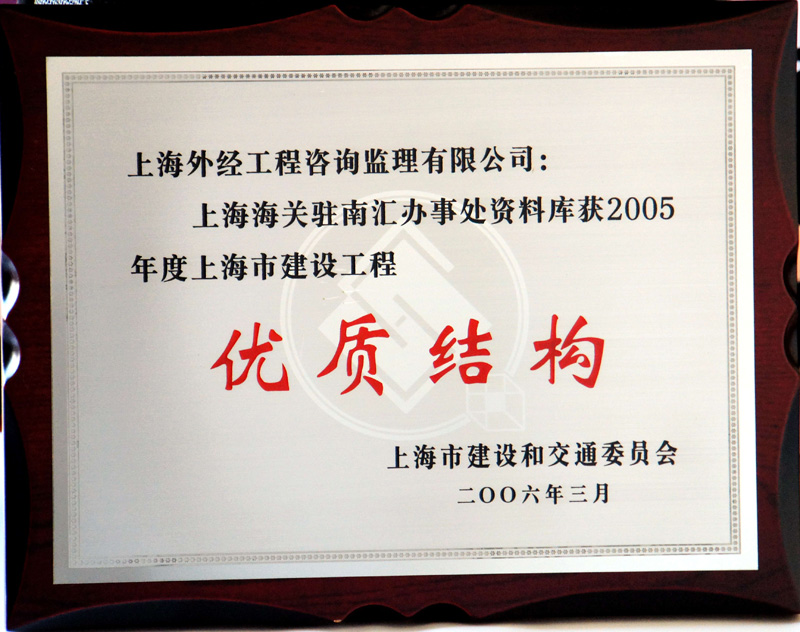 上海外经工程咨询监理有限公司：
上海海关驻南汇办事处资料库获2005
年度上海市建设工程
优质结构
上海市建设和交通委员会
二〇〇六年三月